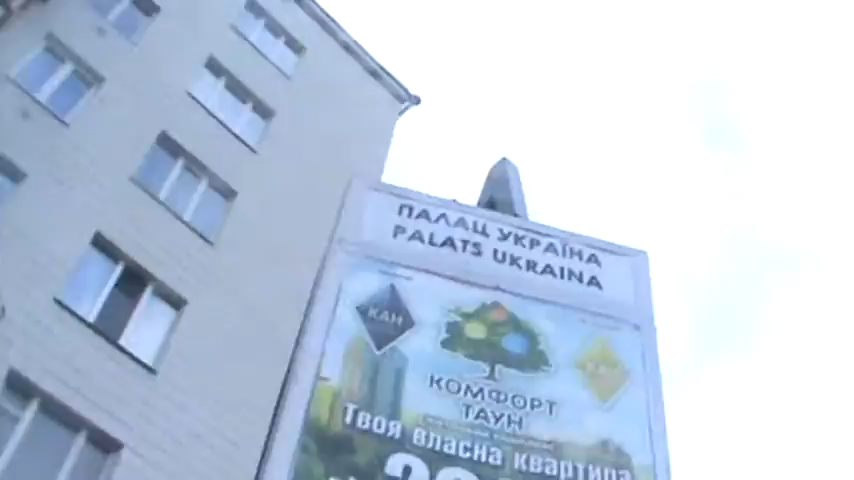 ПАЛАЦ УКРАЇНА
PALATS UKRAINA
КАН
КОМФОРТ
ТАУН
Твоя власна квартира